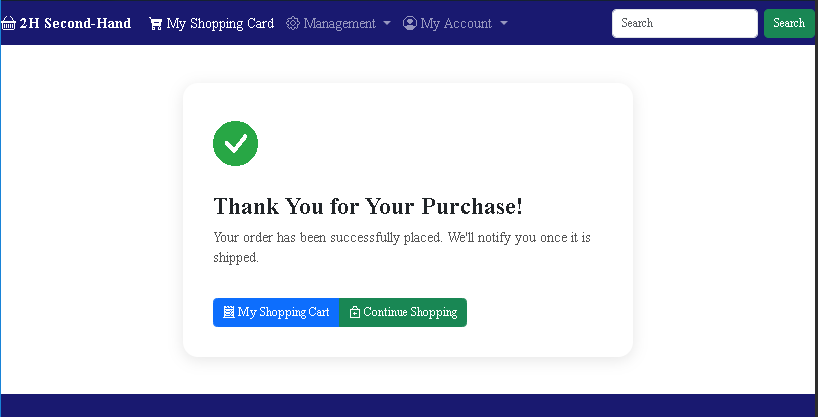 2H Second-Hand My Shopping Card Management My Account Search Search
Thank You for Your Purchase!
Your order has been successfully placed. We'll notify you once it is
shipped.
My Shopping Cart Continue Shopping